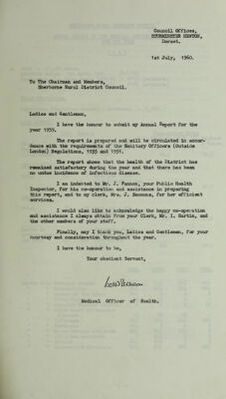 Council Offices,
STURMINSTER NEWTON,
Dorset.
1st July, 1960.
To The Chairman and Members,
Sherborne Rural District Council.
Ladies and Gentlemen,
I have the honour to submit my Annual Report for the
year 1959.
The report is prepared and will be circulated in accor-
dance with the requirements of the Sanitary Officers (Outside
London) Regulations, 1935 and 1951.
The report shows that the health of the District has
remained satisfactory during the year and that there has been
no undue incidence of infectious disease.
I am indebted to Mr. J. your Public Health
Inspector, for his co-operation and assistance in preparing
this report, and to my clerk, Mrs. J. for her efficient
services.
I would also like to acknowledge the happy co-operation
and assistance I always obtain from your Clerk, Mr. I. and the
other members of your staff.
Finally, may I thank you, Ladies and Gentlemen, for your
courtesy and consideration throughout the year.
I have the honour to be,
Your obedient Servant,
Medical Officer of Health.